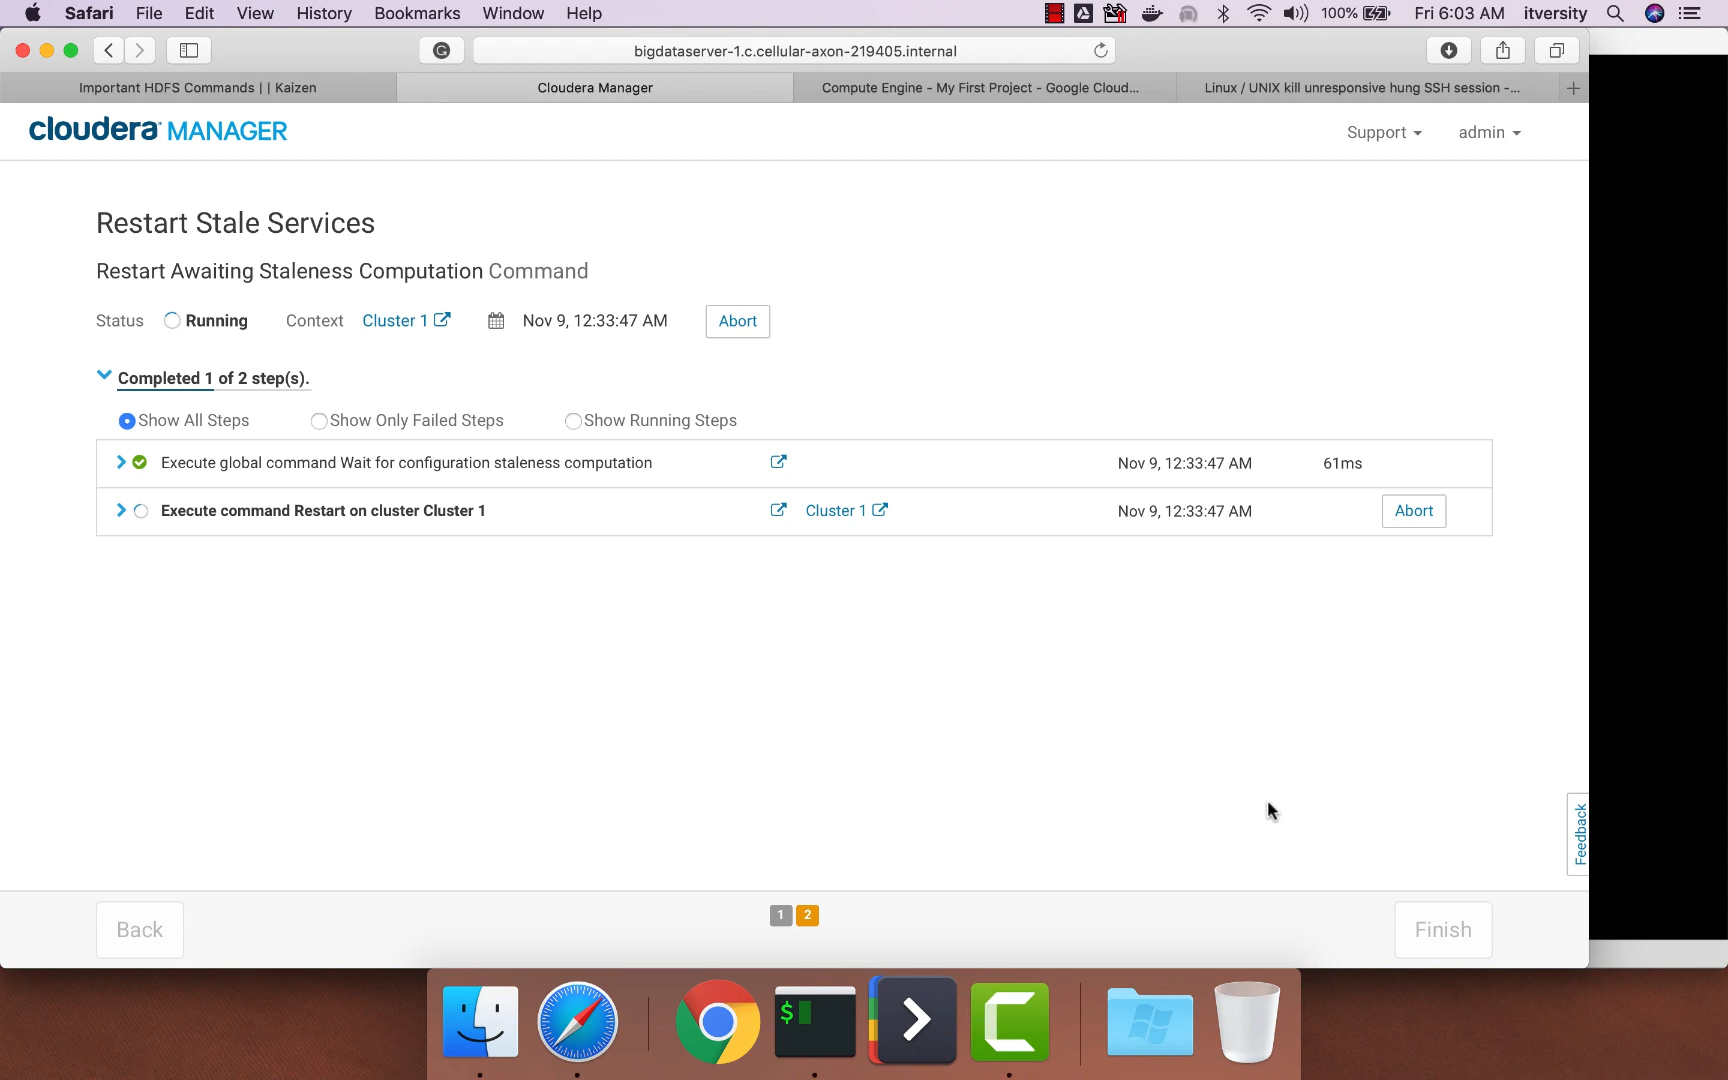 Safari File Edit View History Bookmarks Window Help 100% Fri 6:03 AM itversity
bigdataserver-1.c.cellular-axon-219405.internal
Important HDFS Commands | | Kaizen
Cloudera Manager
Compute Engine - My First Project - Google Cloud...
Linux / UNIX kill unresponsive hung SSH session -...
cloudera MANAGER
Support
admin
Restart Stale Services
Restart Awaiting Staleness Computation Command
Status Running Context Cluster 1 Nov 9, 12:33:47 AM Abort
Completed 1 of 2 step(s).
Show All Steps Show Only Failed Steps Show Running Steps
Execute global command Wait for configuration staleness computation Nov 9, 12:33:47 AM 61ms
Execute command Restart on cluster Cluster 1 Cluster 1 Nov 9, 12:33:47 AM Abort
Feedback
Back
1 2
Finish
$